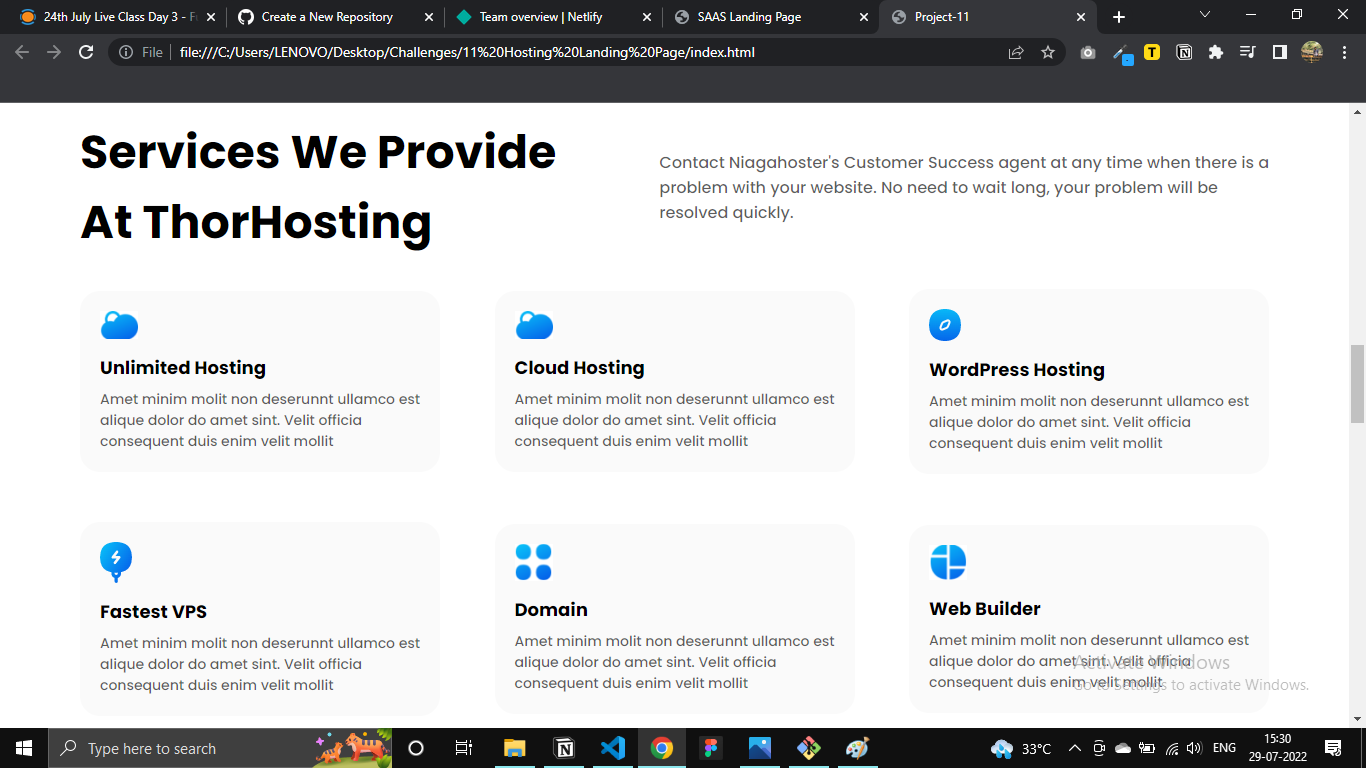 24th July Live Class Day 3 - Fu
Create a New Repository
Team overview | Netlify
SAAS Landing Page
Project-11
File
file:///C:/Users/LENOVO/Desktop/Challenges/11%20Hosting%20Landing%20Page/index.html
Services We Provide
At ThorHosting
Contact Niagahoster's Customer Success agent at any time when there is a
problem with your website. No need to wait long, your problem will be
resolved quickly.
Unlimited Hosting
Amet minim molit non deserunnt ullamco est
alique dolor do amet sint. Velit officia
consequent duis enim velit mollit
Cloud Hosting
Amet minim molit non deserunnt ullamco est
alique dolor do amet sint. Velit officia
consequent duis enim velit mollit
WordPress Hosting
Amet minim molit non deserunnt ullamco est
alique dolor do amet sint. Velit officia
consequent duis enim velit mollit
Fastest VPS
Amet minim molit non deserunnt ullamco est
alique dolor do amet sint. Velit officia
consequent duis enim velit mollit
Domain
Amet minim molit non deserunnt ullamco est
alique dolor do amet sint. Velit officia
consequent duis enim velit mollit
Web Builder
Amet minim molit non deserunnt ullamco est
alique dolor do amet sint. Velit officia
consequent duis enim velit mollit
Activate Windows
Go to Settings to activate Windows.
Type here to search
33°C
ENG
15:30
29-07-2022